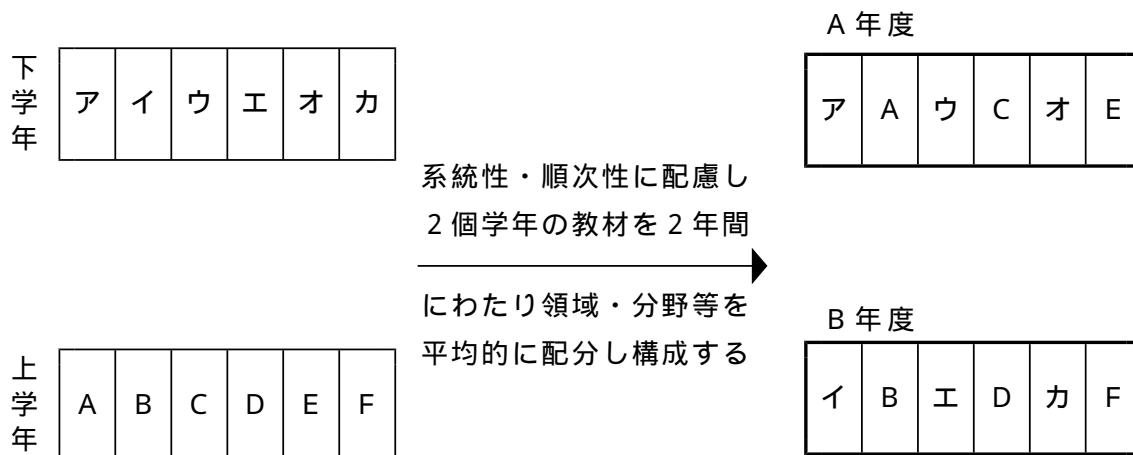 下学年
ア イ ウ エ オ カ
上学年
A B C D E F
系統性・順次性に配慮し
2個学年の教材を2年間
にわたり領域・分野等を
平均的に配分し構成する
A年度
ア A ウ C オ E
B年度
イ B エ D カ F